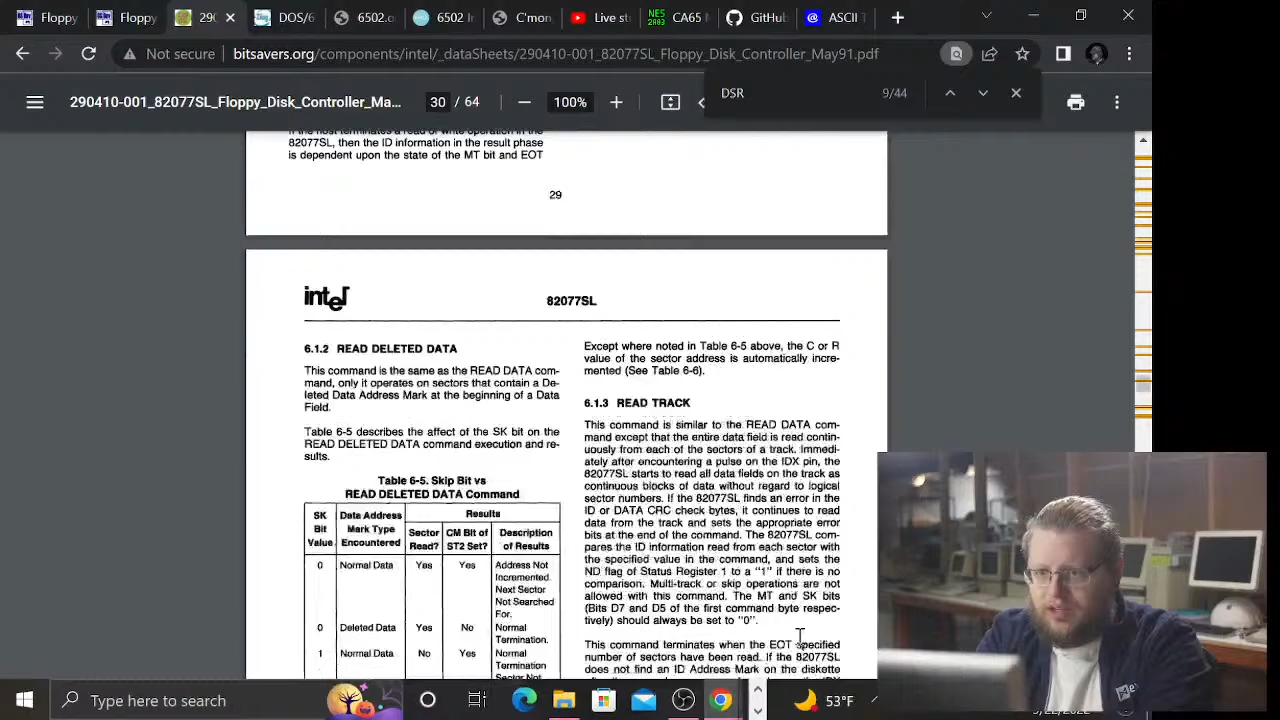 Floppy
Floppy
290
DOS/6
6502.o
6502 Ir
Cmon
Live st
NES 2A03 CA65
GitHub
ASCII T
Not secure
bitsavers.org/components/intel/_dataSheets/290410-001_82077SL_Floppy_Disk_Controller_May91.pdf
DSR
9/44
290410-001_82077SL_Floppy_Disk_Controller_Ma...
30 / 64
100%
If the host terminates a read or write operation in the
82077SL, then the ID information in the result phase
is dependent upon the state of the MT bit and EOT
29
intel
82077SL
6.1.2 READ DELETED DATA
This command is the same as the READ DATA com-
mand, only it operates on sectors that contain a De-
leted Data Address Mark at the beginning of a Data
Field.
Table 6-5 describes the affect of the SK bit on the
READ DELETED DATA command execution and re-
sults.
Table 6-5. Skip Bit vs
READ DELETED DATA Command
SK Bit Value
Data Address Mark Type Encountered
Results
Sector Read?
CM Bit of ST2 Set?
Description of Results
0 Normal Data Yes Yes Address Not
Incremented.
Next Sector
Not Searched
For.
0 Deleted Data Yes No Normal
Termination.
1 Normal Data No Yes Normal
Termination
Sector
Except where noted in Table 6-5 above, the C or R
value of the sector address is automatically incre-
mented (See Table 6-6).
6.1.3 READ TRACK
This command is similar to the READ DATA com-
mand except that the entire data field is read contin-
uously from each of the sectors of a track. Immedi-
ately after encountering a pulse on the IDX pin, the
82077SL starts to read all data fields on the track as
continuous blocks of data without regard to logical
sector numbers. If the 82077SL finds an error in the
ID or DATA CRC check bytes, it continues to read
data from the track and sets the appropriate error
bits at the end of the command. The 82077SL com-
pares the ID information read from each sector with
the specified value in the command, and sets the
ND flag of Status Register 1 to a "1" if there is no
comparison. Multi-track or skip operations are not
allowed with this command. The MT and SK bits
(Bits D7 and D5 of the first command byte respec-
tively) should always be set to "0".
This command terminates when the EOT specified
number of sectors have been read. If the 82077SL
does not find an ID Address Mark on the diskette
Type here to search
53°F
9/22/2022